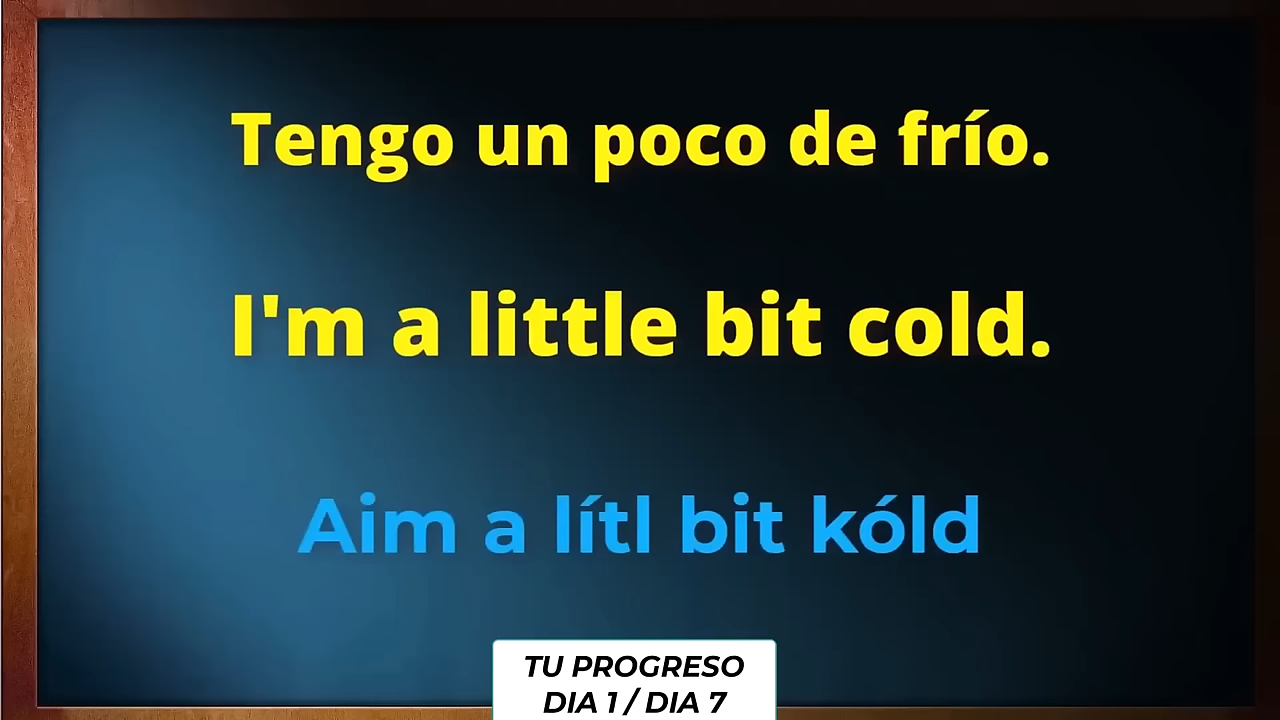 Tengo un poco de frío.
I'm a little bit cold.
Aim a lítl bit kóld
TU PROGRESO
DIA 1 / DIA 7